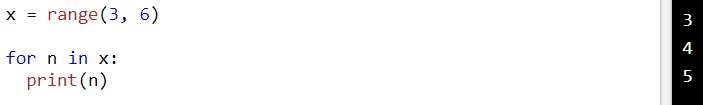 x = range(3, 6)
for n in x:
  print(n)
3
4
5